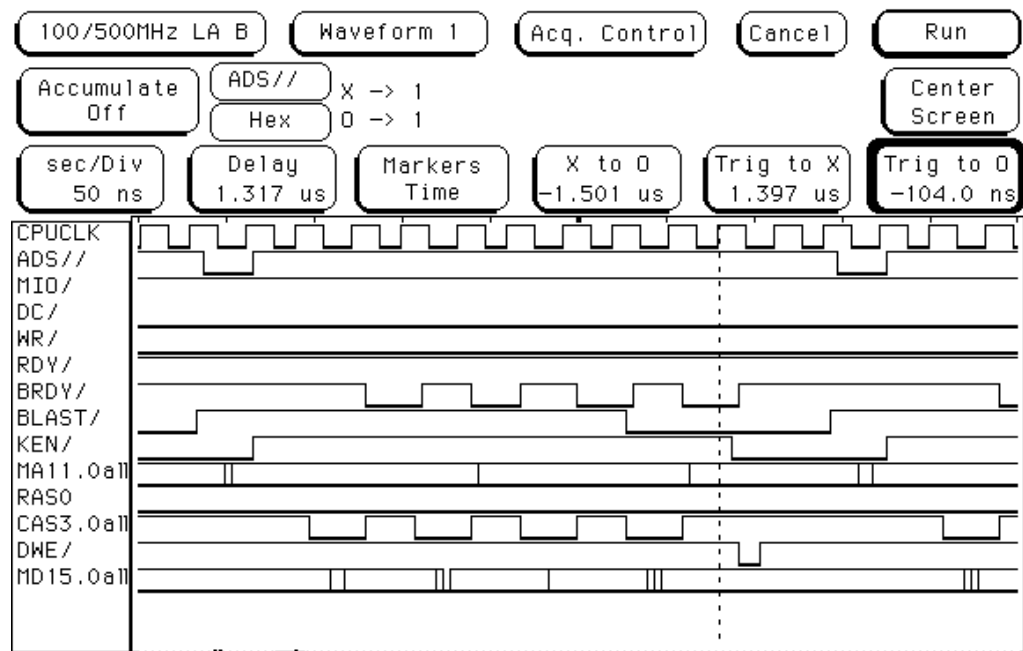 100/500MHz LA B Waveform 1 Acq. Control Cancel Run
Accumulate Off ADS// X -> 1 Center Screen
Hex O -> 1
sec/Div Delay Markers X to O Trig to X Trig to O
50 ns 1.317 us Time -1.501 us 1.397 us -104.0 ns
CPUCLK
ADS//
MIO/
DC/
WR/
RDY/
BRDY/
BLAST/
KEN/
MA11.0all
RAS0
CAS3.0all
DWE/
MD15.0all